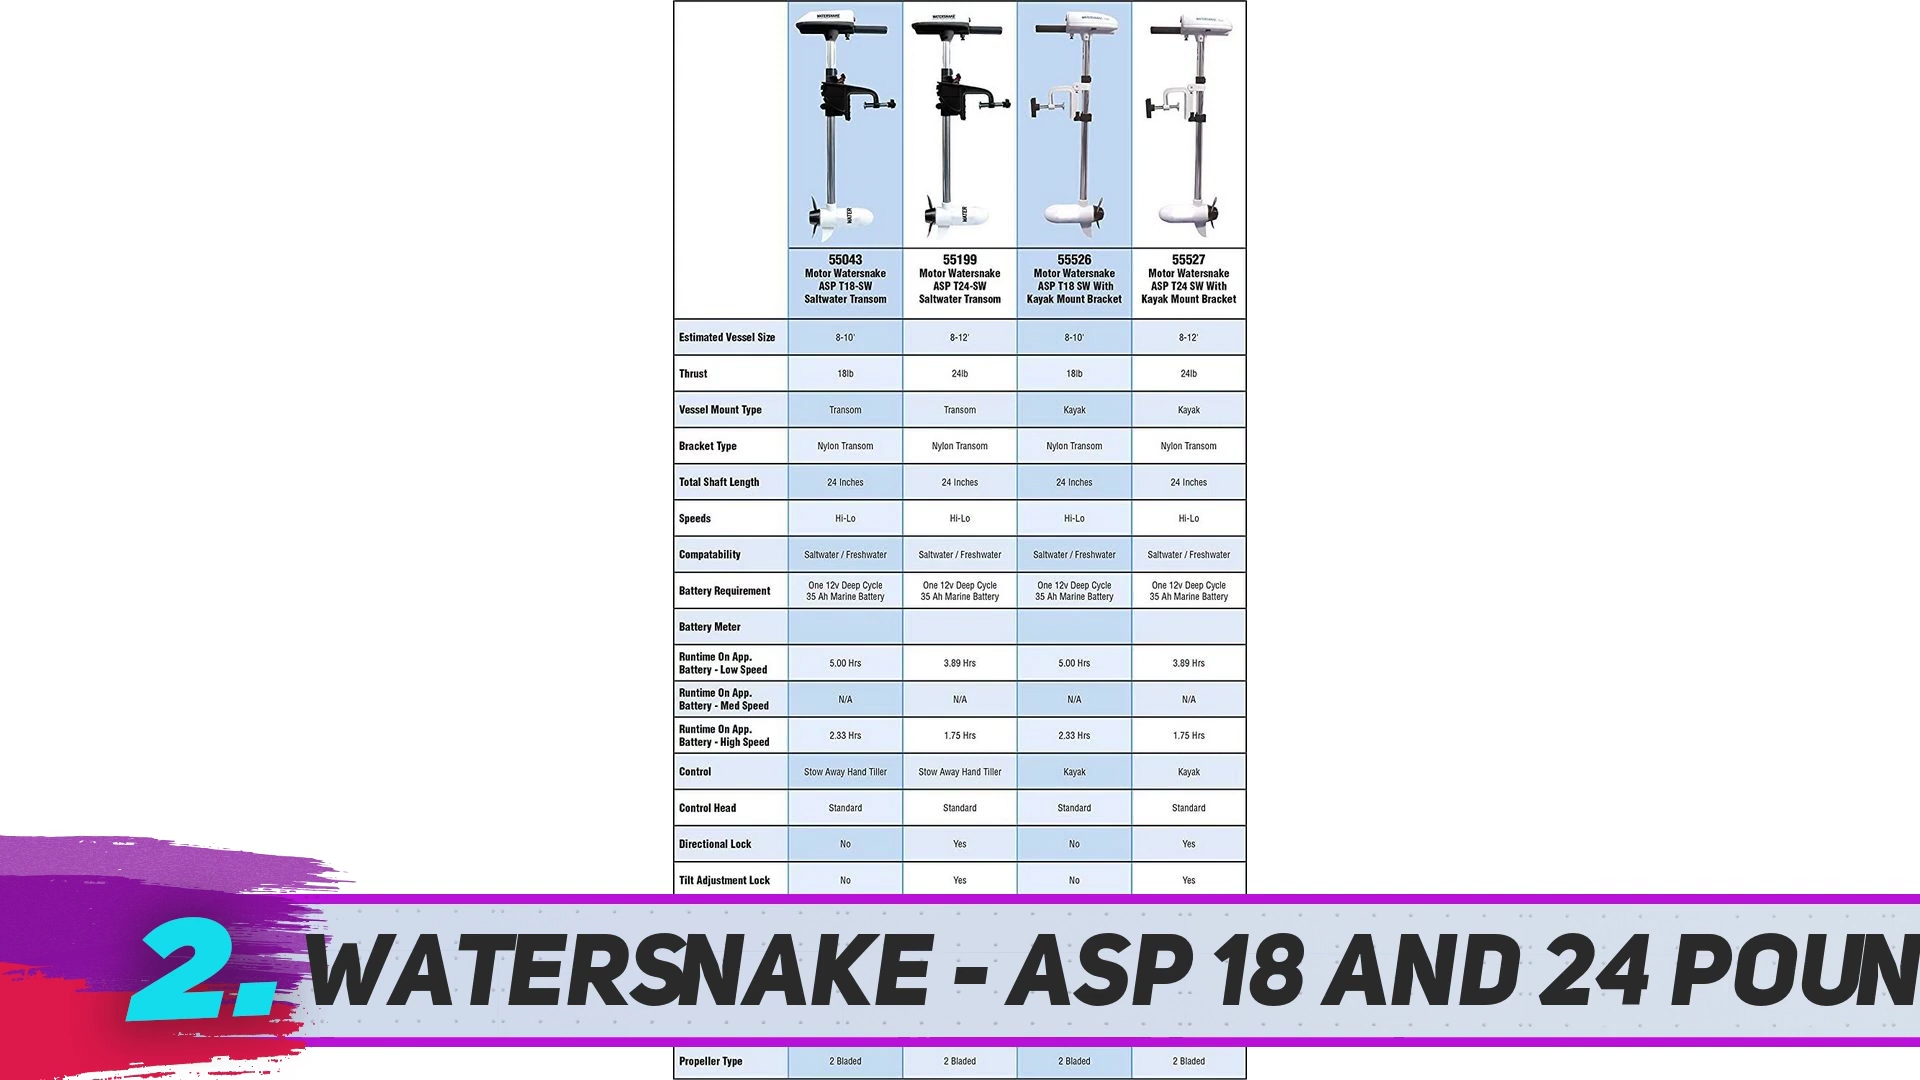 WATERSNAKE
WATERSNAKE
WATERSNAKE
WATERSNAKE
WATER
WATER
55043
Motor Watersnake
ASP T18-SW
Saltwater Transom
55199
Motor Watersnake
ASP T24-SW
Saltwater Transom
55526
Motor Watersnake
ASP T18 SW With
Kayak Mount Bracket
55527
Motor Watersnake
ASP T24 SW With
Kayak Mount Bracket
Estimated Vessel Size 8-10' 8-12' 8-10' 8-12'
Thrust 18lb 24lb 18lb 24lb
Vessel Mount Type Transom Transom Kayak Kayak
Bracket Type Nylon Transom Nylon Transom Nylon Transom Nylon Transom
Total Shaft Length 24 Inches 24 Inches 24 Inches 24 Inches
Speeds Hi-Lo Hi-Lo Hi-Lo Hi-Lo
Compatability Saltwater / Freshwater Saltwater / Freshwater Saltwater / Freshwater Saltwater / Freshwater
Battery Requirement
One 12v Deep Cycle One 12v Deep Cycle One 12v Deep Cycle One 12v Deep Cycle
35 Ah Marine Battery 35 Ah Marine Battery 35 Ah Marine Battery 35 Ah Marine Battery
Battery Meter
Runtime On App.
Battery - Low Speed 5.00 Hrs 3.89 Hrs 5.00 Hrs 3.89 Hrs
Runtime On App.
Battery - Med Speed N/A N/A N/A N/A
Runtime On App.
Battery - High Speed 2.33 Hrs 1.75 Hrs 2.33 Hrs 1.75 Hrs
Control Stow Away Hand Tiller Stow Away Hand Tiller Kayak Kayak
Control Head Standard Standard Standard Standard
Directional Lock No Yes No Yes
Tilt Adjustment Lock No Yes No Yes
2. WATERSNAKE - ASP 18 AND 24 POUN
Propeller Type 2 Bladed 2 Bladed 2 Bladed 2 Bladed